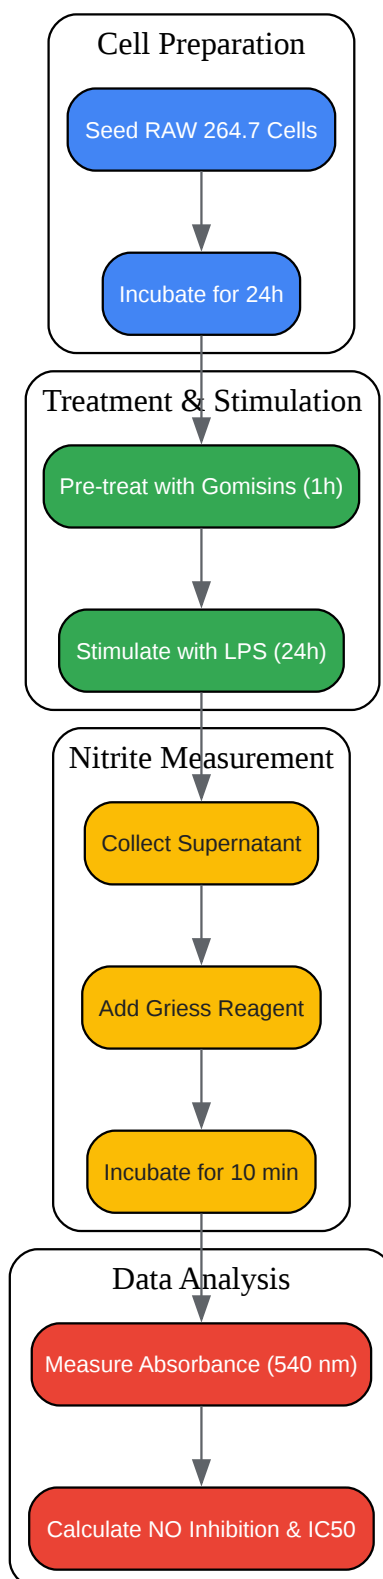 Cell Preparation
Seed RAW 264.7 Cells
Incubate for 24h
Treatment & Stimulation
Pre-treat with Gomisins (1h)
Stimulate with LPS (24h)
Nitrite Measurement
Collect Supernatant
Add Griess Reagent
Incubate for 10 min
Data Analysis
Measure Absorbance (540 nm)
Calculate NO Inhibition & IC50